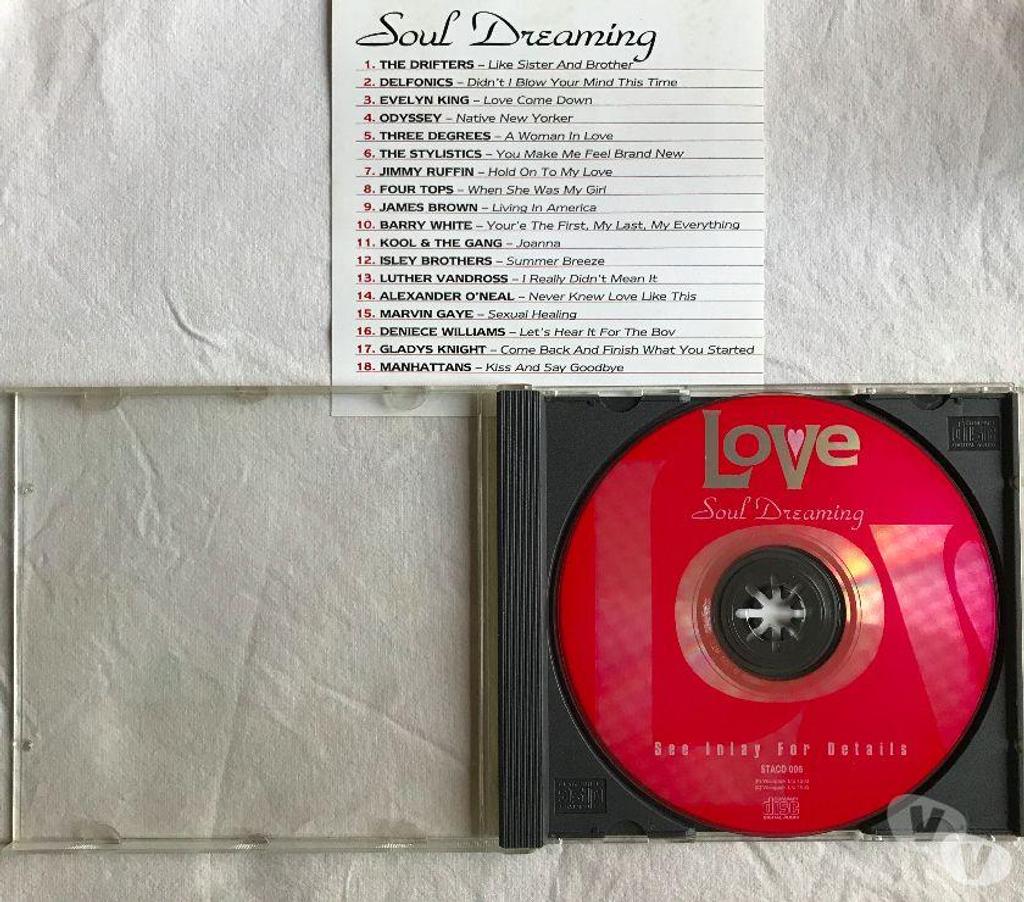 Soul Dreaming
1. THE DRIFTERS – Like Sister And Brother
2. DELFONICS – Didn't I Blow Your Mind This Time
3. EVELYN KING – Love Come Down
4. ODYSSEY – Native New Yorker
5. THREE DEGREES – A Woman In Love
6. THE STYLISTICS – You Make Me Feel Brand New
7. JIMMY RUFFIN – Hold On To My Love
8. FOUR TOPS – When She Was My Girl
9. JAMES BROWN – Living In America
10. BARRY WHITE – Your'e The First, My Last, My Everything
11. KOOL & THE GANG – Joanna
12. ISLEY BROTHERS – Summer Breeze
13. LUTHER VANDROSS – I Really Didn't Mean It
14. ALEXANDER O'NEAL – Never Knew Love Like This
15. MARVIN GAYE – Sexual Healing
16. DENIECE WILLIAMS – Let's Hear It For The Boy
17. GLADYS KNIGHT – Come Back And Finish What You Started
18. MANHATTANS – Kiss And Say Goodbye
Love
Soul Dreaming
See Inlay For Details
STACD 006
COMPACT
disc
DIGITAL AUDIO